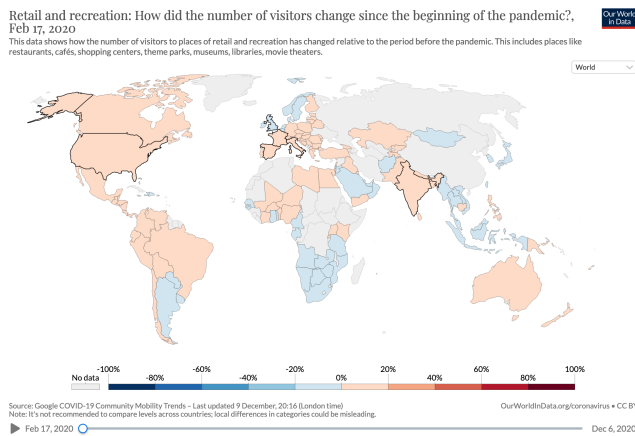 Retail and recreation: How did the number of visitors change since the beginning of the pandemic?,
Feb 17, 2020
Our World
in Data
This data shows how the number of visitors to places of retail and recreation has changed relative to the period before the pandemic. This includes places like
restaurants, cafés, shopping centers, theme parks, museums, libraries, movie theaters.
World
No data
-100%
-80%
-60%
-40%
-20%
0%
20%
40%
60%
80%
100%
Source: Google COVID-19 Community Mobility Trends – Last updated 9 December, 20:16 (London time)
OurWorldInData.org/coronavirus • CC BY
Note: It's not recommended to compare levels across countries; local differences in categories could be misleading.
Feb 17, 2020
Dec 6, 2020